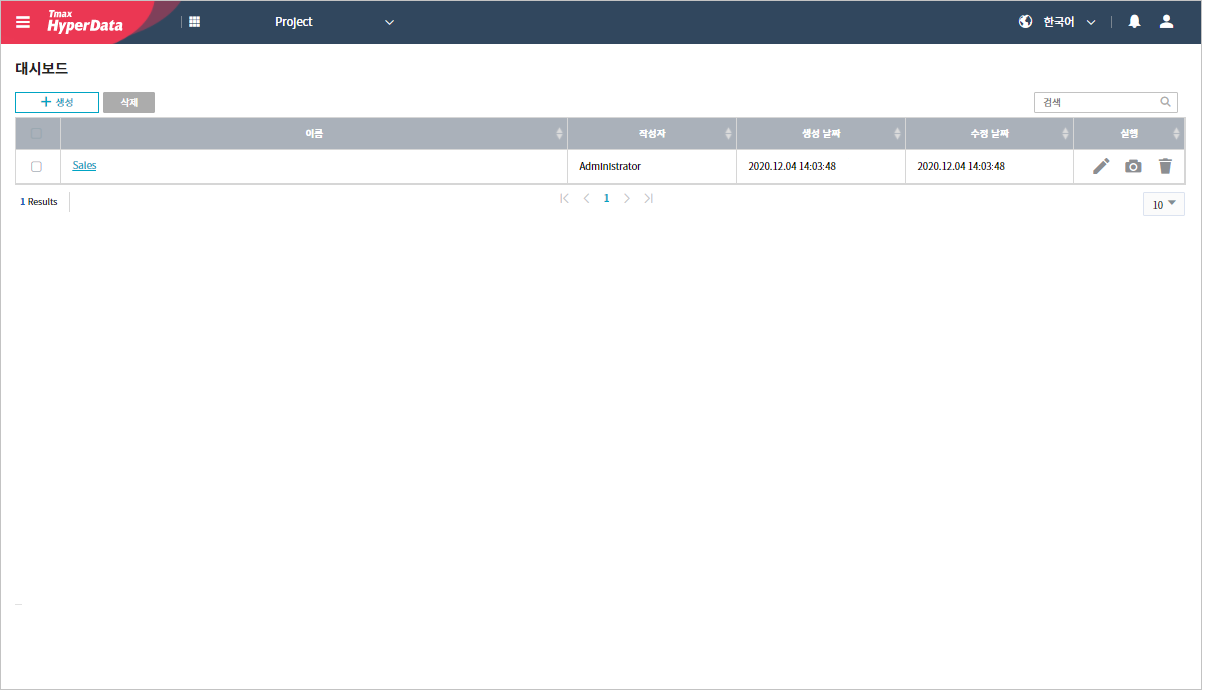 Tmax
HyperData
Project
한국어
대시보드
생성 삭제 검색
이름 작성자 생성 날짜 수정 날짜 실행
Sales Administrator 2020.12.04 14:03:48 2020.12.04 14:03:48
1 Results 1 10